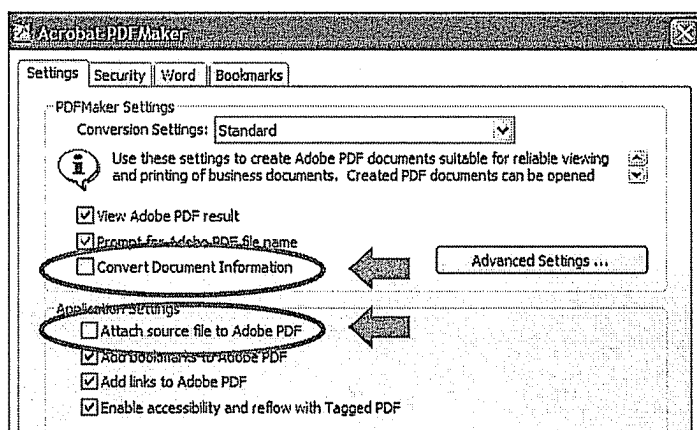 Acrobat PDFMaker
Settings Security Word Bookmarks
PDFMaker Settings
Conversion Settings: Standard
Use these settings to create Adobe PDF documents suitable for reliable viewing
and printing of business documents. Created PDF documents can be opened
View Adobe PDF result
Prompt for Adobe PDF file name
Convert Document Information
Advanced Settings ...
Application Settings
Attach source file to Adobe PDF
Add bookmarks to Adobe PDF
Add links to Adobe PDF
Enable accessibility and reflow with Tagged PDF